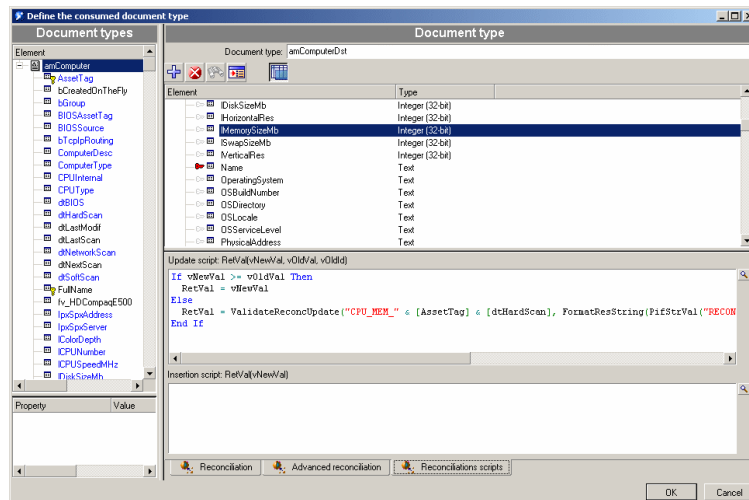 Define the consumed document type
Document types
Element
amComputer
AssetTag
bCreatedOnTheFly
bGroup
BIOSAssetTag
BIOSSource
bTcpIpRouting
ComputerDesc
ComputerType
CPUInternal
CPUType
dtBIOS
dtHardScan
dtLastModif
dtLastScan
dtNetworkScan
dtNextScan
dtSoftScan
FullName
fv_HDCompaqE500
IpxSpxAddress
IpxSpxServer
lColorDepth
lCPUNumber
lCPUSpeedMHz
lDiskSizeMb
Property Value
Document type
Document type: amComputerDst
Element Type
lDiskSizeMb Integer (32-bit)
lHorizontalRes Integer (32-bit)
lMemorySizeMb Integer (32-bit)
lSwapSizeMb Integer (32-bit)
lVerticalRes Integer (32-bit)
Name Text
OperatingSystem Text
OSBuildNumber Text
OSDirectory Text
OSLocale Text
OSServiceLevel Text
PhysicalAddress Text
Update script: RetVal(vNewVal, vOldVal, vOldId)
If vNewVal >= vOldVal Then
RetVal = vNewVal
Else
RetVal = ValidateReconcUpdate("CPU_MEM_" & [AssetTag] & [dtHardScan], FormatResString(PifStrVal("RECON
End If
Insertion script: RetVal(vNewVal)
Reconciliation Advanced reconciliation Reconciliations scripts
OK Cancel